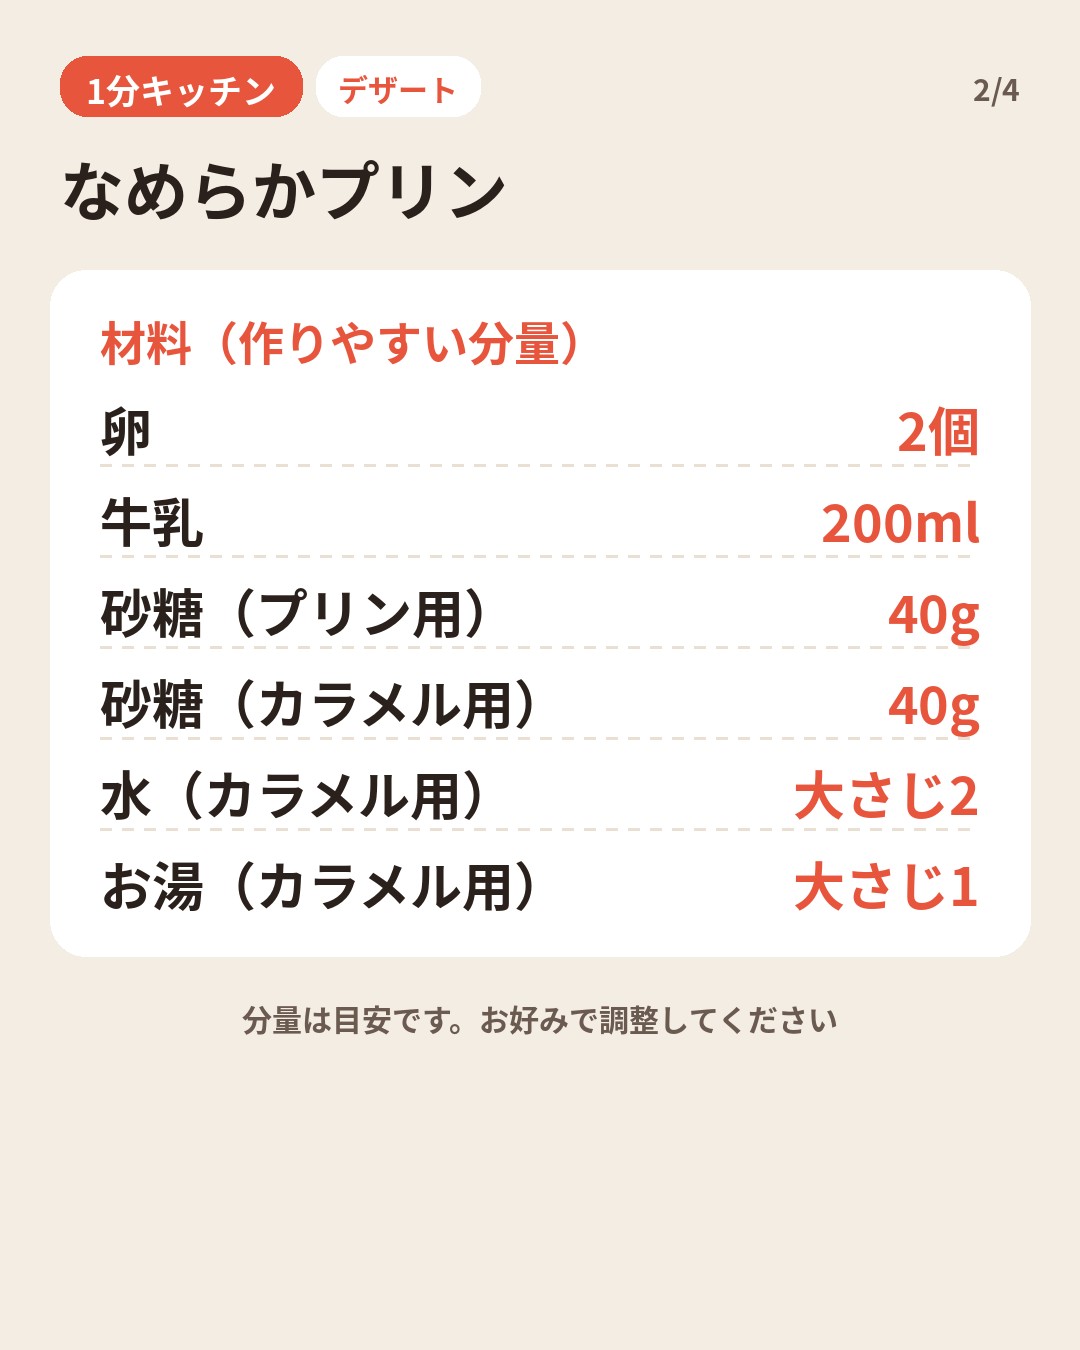 1分キッチン デザート 2/4
なめらかプリン
材料（作りやすい分量）
卵 2個
牛乳 200ml
砂糖（プリン用） 40g
砂糖（カラメル用） 40g
水（カラメル用） 大さじ2
お湯（カラメル用） 大さじ1
分量は目安です。お好みで調整してください